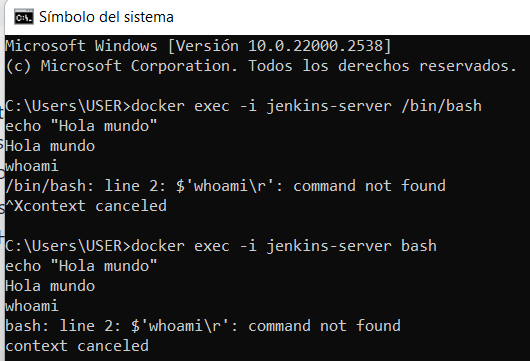 Símbolo del sistema
Microsoft Windows [Versión 10.0.22000.2538]
(c) Microsoft Corporation. Todos los derechos reservados.
C:\Users\USER>docker exec -i jenkins-server /bin/bash
echo "Hola mundo"
Hola mundo
whoami
/bin/bash: line 2: $'whoami\r': command not found
^Xcontext canceled
C:\Users\USER>docker exec -i jenkins-server bash
echo "Hola mundo"
Hola mundo
whoami
bash: line 2: $'whoami\r': command not found
context canceled